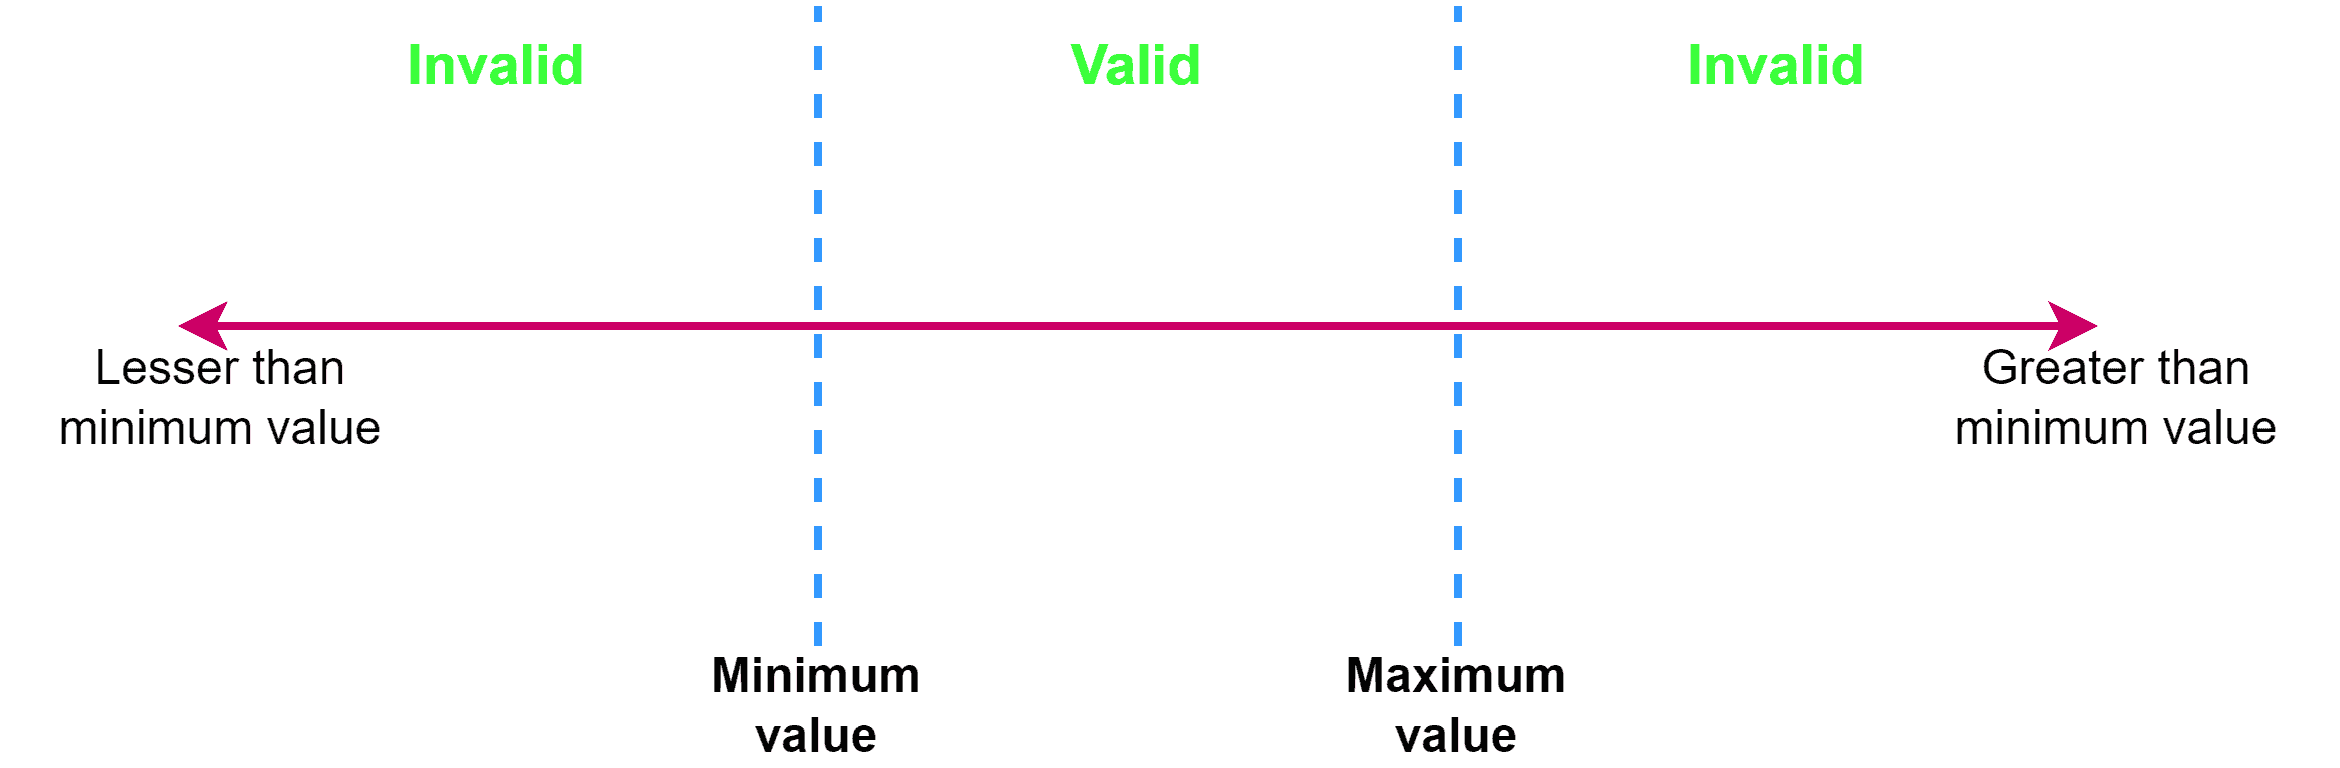 Invalid
Valid
Invalid
Lesser than
minimum value
Greater than
minimum value
Minimum
value
Maximum
value